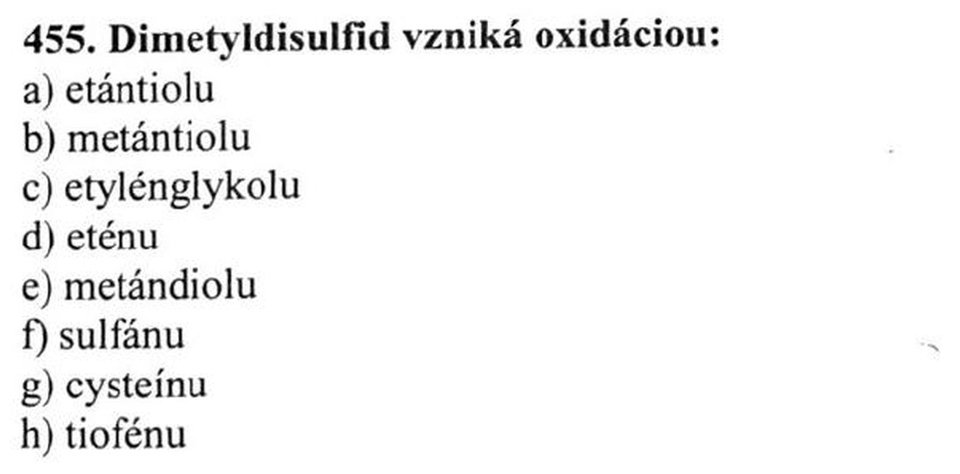 455. Dimetyldisulfid vzniká oxidáciou:
a) etántiolu
b) metántiolu
c) etylénglykolu
d) eténu
e) metándiolu
f) sulfánu
g) cysteínu
h) tiofénu